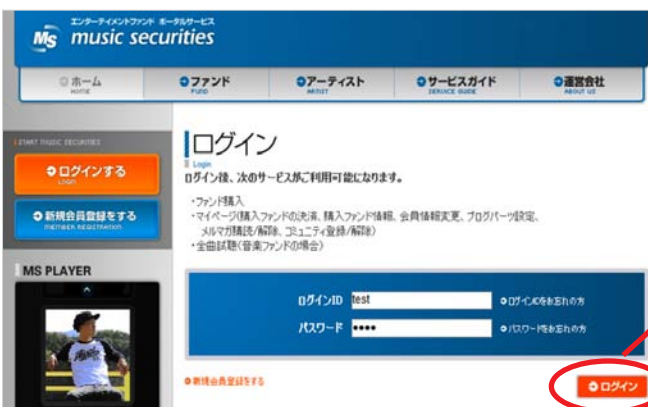 エンターテイメントファンド ポータルサービス
Ms music securities
ホーム
HOME
ファンド
FUND
アーティスト
ARTIST
サービスガイド
SERVICE GUIDE
運営会社
ABOUT US
START MUSIC SECURITIES
ログインする
LOGIN
新規会員登録をする
MEMBER REGISTRATION
MS PLAYER
ログイン
Login
ログイン後、次のサービスがご利用可能になります。
・ファンド購入
・マイページ(購入ファンドの決済、購入ファンド情報、会員情報変更、ブログパーツ設定、
メルマガ購読/解除、コミュニティ登録/解除)
・全曲試聴(音楽ファンドの場合)
ログインID test ログインIDをお忘れの方
パスワード •••• パスワードをお忘れの方
新規会員登録をする
ログイン